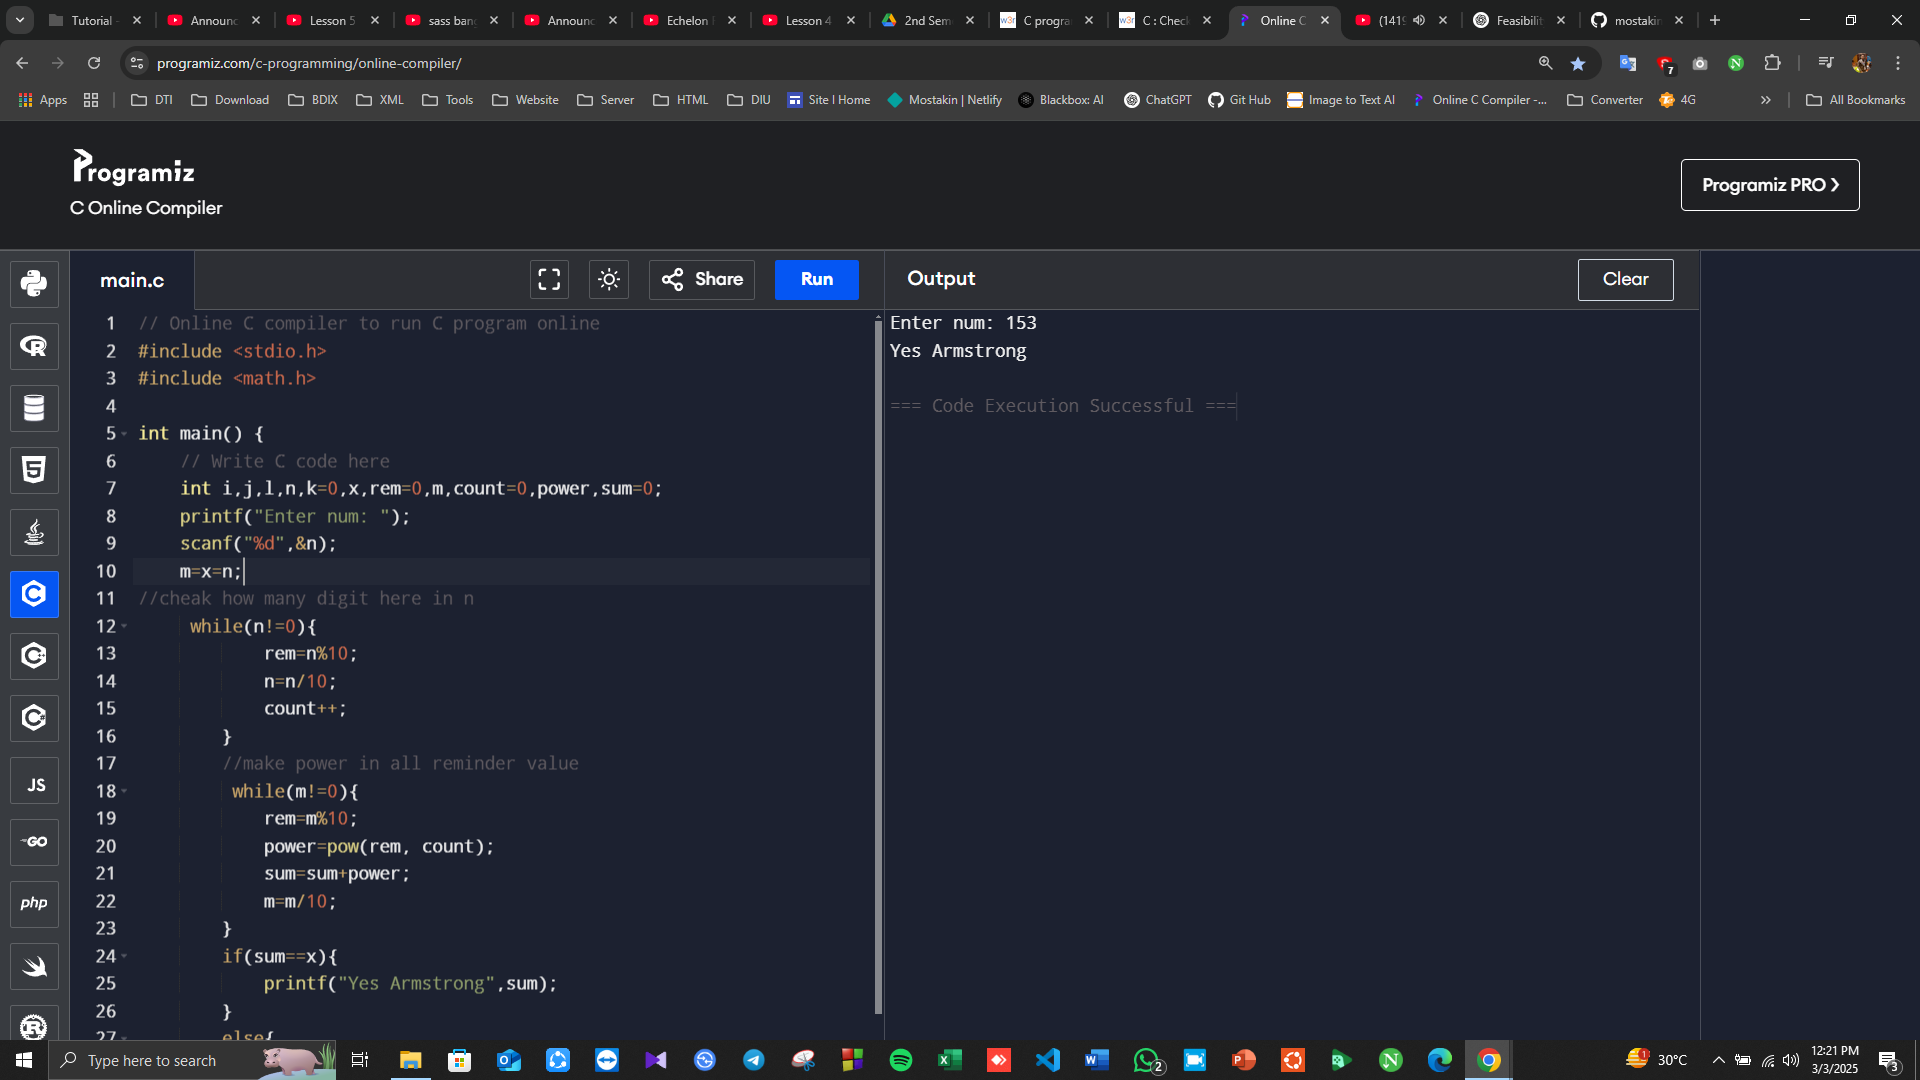 Tutorial -
Announc
Lesson 5
sass bang
Announc
Echelon
Lesson 4
2nd Sem
C progra
C : Check
Online C
(1419
Feasibilit
mostakin
programiz.com/c-programming/online-compiler/
7
Apps
DTI
Download
BDIX
XML
Tools
Website
Server
HTML
DIU
Site I Home
Mostakin | Netlify
Blackbox: AI
ChatGPT
Git Hub
Image to Text AI
Online C Compiler -...
Converter
4G
All Bookmarks
Programiz
C Online Compiler
Programiz PRO
main.c
Share
Run
Output
Clear
1 // Online C compiler to run C program online
2 #include <stdio.h>
3 #include <math.h>
4
5 int main() {
6 // Write C code here
7 int i,j,l,n,k=0,x,rem=0,m,count=0,power,sum=0;
8 printf("Enter num: ");
9 scanf("%d",&n);
10 m=x=n;
11 //cheak how many digit here in n
12 while(n!=0){
13 rem=n%10;
14 n=n/10;
15 count++;
16 }
17 //make power in all reminder value
18 while(m!=0){
19 rem=m%10;
20 power=pow(rem, count);
21 sum=sum+power;
22 m=m/10;
23 }
24 if(sum==x){
25 printf("Yes Armstrong",sum);
26 }
27 else{
Enter num: 153
Yes Armstrong
=== Code Execution Successful ===
JS
GO
php
Type here to search
2
30°C
12:21 PM
3/3/2025
3